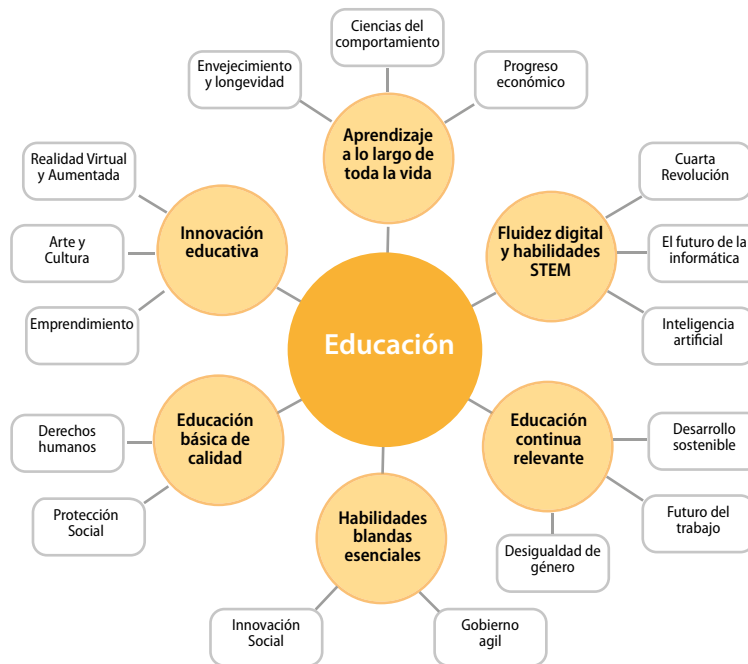 Ciencias del
comportamiento
Envejecimiento
y longevidad
Progreso
económico
Aprendizaje
a lo largo de
toda la vida
Realidad Virtual
y Aumentada
Arte y
Cultura
Emprendimiento
Innovación
educativa
Cuarta
Revolución
El futuro de la
informática
Inteligencia
artificial
Fluidez digital
y habilidades
STEM
Educación
Derechos
humanos
Protección
Social
Educación
básica de
calidad
Educación
continua
relevante
Desarrollo
sostenible
Futuro del
trabajo
Desigualdad de
género
Habilidades
blandas
esenciales
Innovación
Social
Gobierno
agil